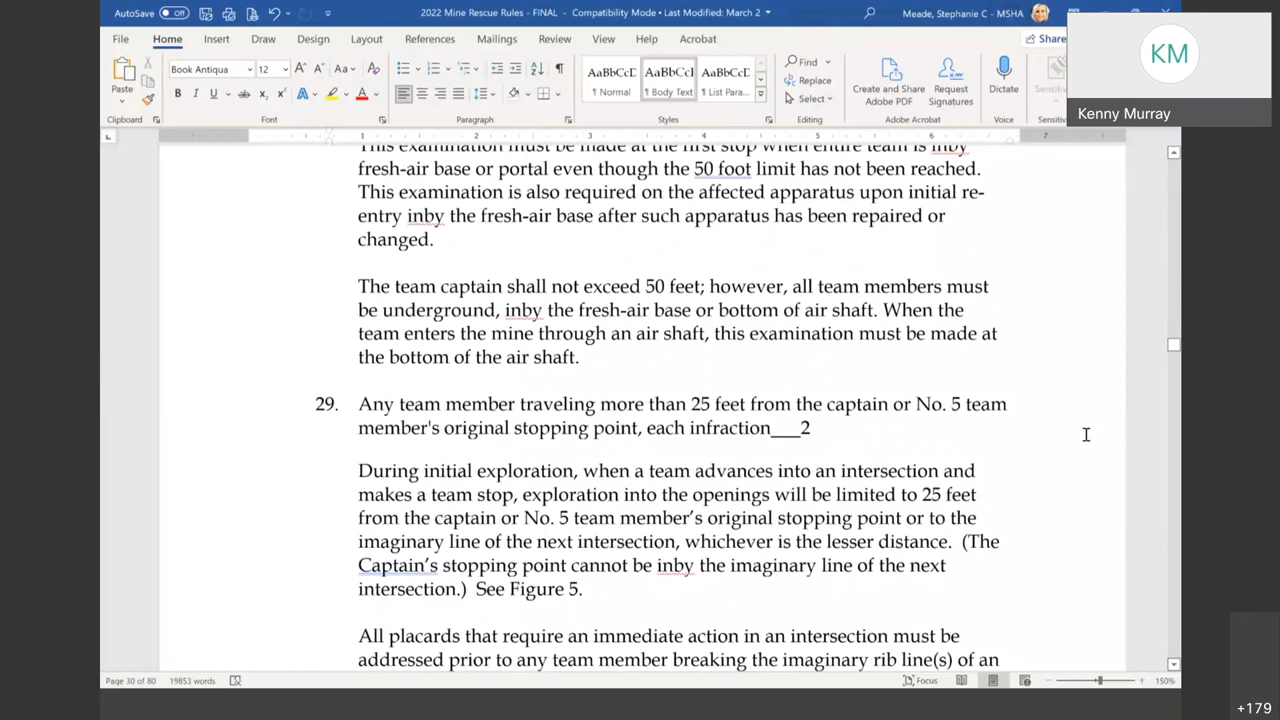 AutoSave Off 2022 Mine Rescue Rules - FINAL - Compatibility Mode • Last Modified: March 2 Meade, Stephanie C - MSHA
KM
Kenny Murray
File Home Insert Draw Design Layout References Mailings Review View Help Acrobat Share
Paste Book Antiqua 12 A A Aa A
B I U ab x x A A
AaBbCcD AaBbCcI AaBbCcD
¶ Normal ¶ Body Text ¶ List Para...
Find
Replace
Select
Create and Share Adobe PDF
Request Signatures
Dictate
Clipboard Font Paragraph Styles Editing Adobe Acrobat Voice
1 2 3 4 5 6 7
This examination must be made at the first stop when entire team is inby
fresh-air base or portal even though the 50 foot limit has not been reached.
This examination is also required on the affected apparatus upon initial re-
entry inby the fresh-air base after such apparatus has been repaired or
changed.
The team captain shall not exceed 50 feet; however, all team members must
be underground, inby the fresh-air base or bottom of air shaft. When the
team enters the mine through an air shaft, this examination must be made at
the bottom of the air shaft.
29. Any team member traveling more than 25 feet from the captain or No. 5 team
member's original stopping point, each infraction___2
During initial exploration, when a team advances into an intersection and
makes a team stop, exploration into the openings will be limited to 25 feet
from the captain or No. 5 team member’s original stopping point or to the
imaginary line of the next intersection, whichever is the lesser distance. (The
Captain’s stopping point cannot be inby the imaginary line of the next
intersection.) See Figure 5.
All placards that require an immediate action in an intersection must be
addressed prior to any team member breaking the imaginary rib line(s) of an
Page 30 of 80 19853 words Focus 150%
+179